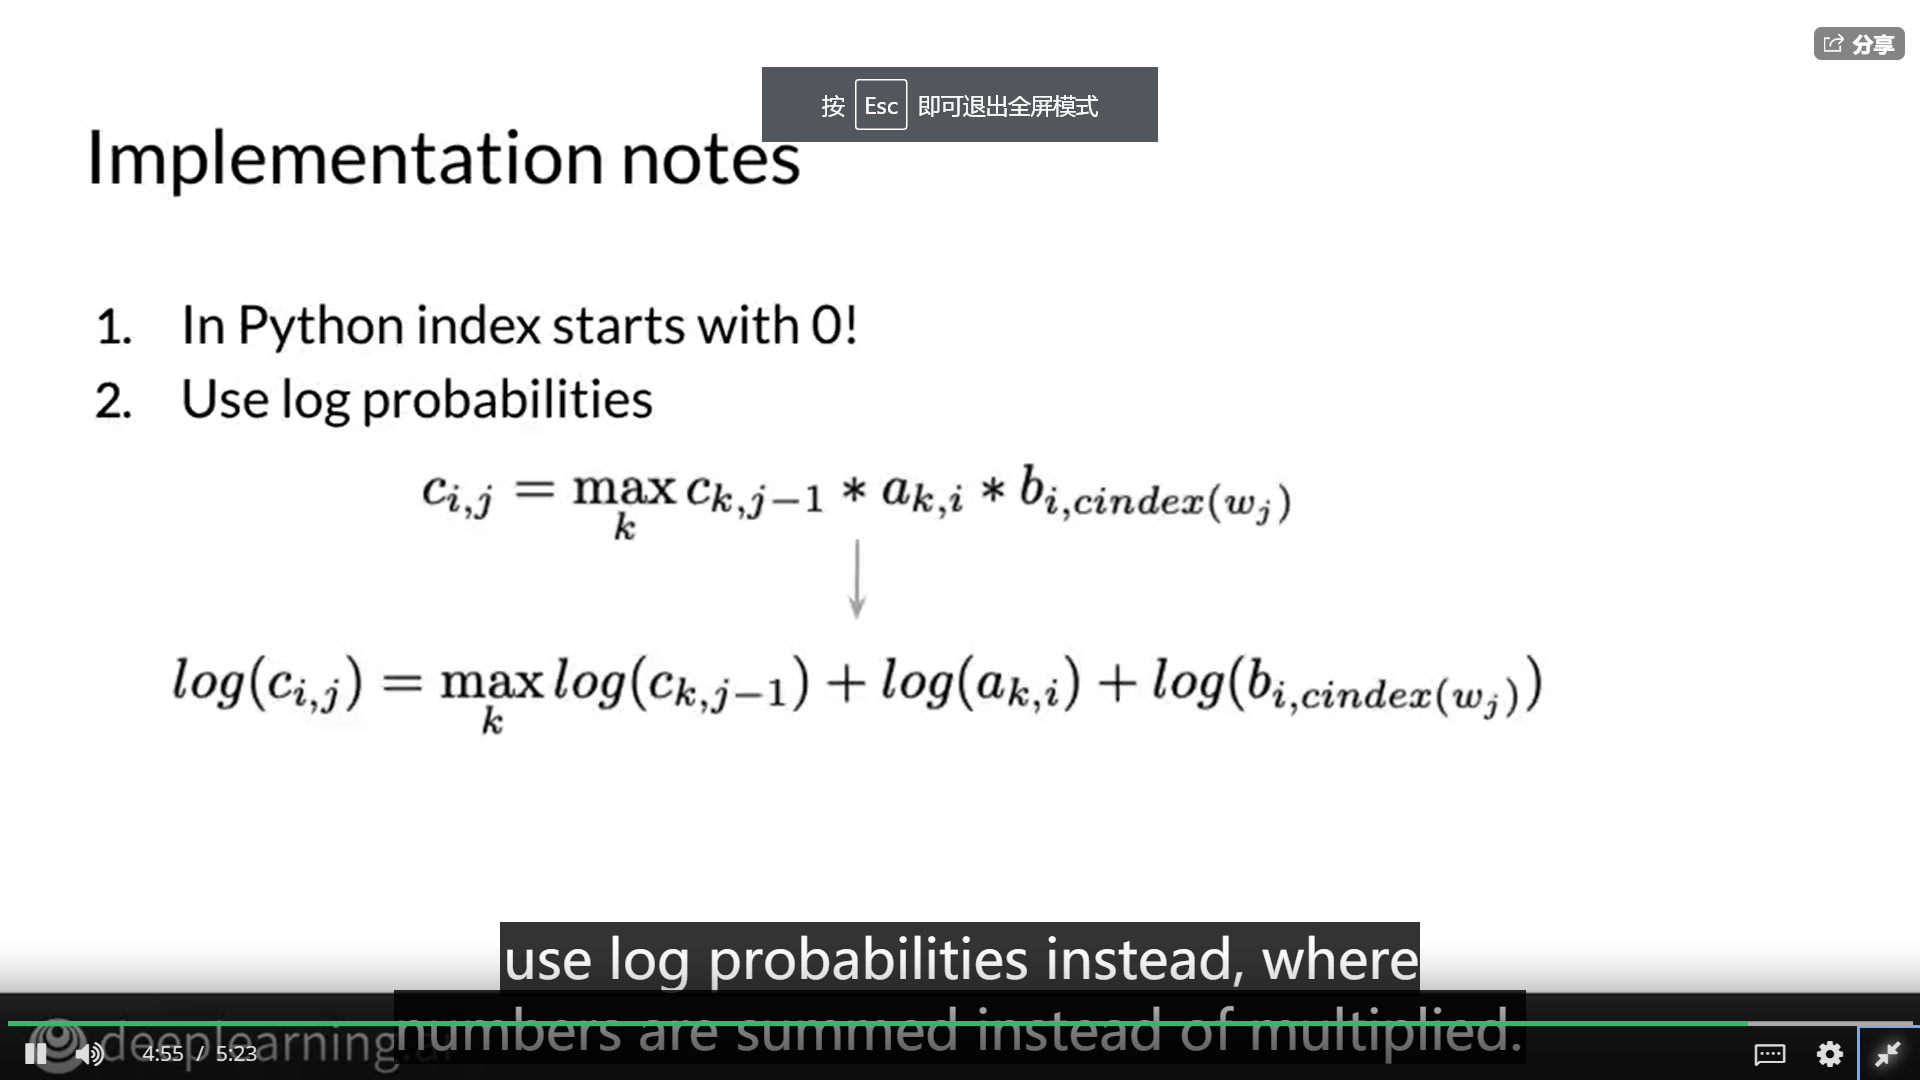 分享
按 Esc 即可退出全屏模式
Implementation notes
1. In Python index starts with 0!
2. Use log probabilities
c_{i,j} = max_k c_{k,j-1} * a_{k,i} * b_{i,cindex(w_j)}
log(c_{i,j}) = max_k log(c_{k,j-1}) + log(a_{k,i}) + log(b_{i,cindex(w_j)})
use log probabilities instead, where
numbers are summed instead of multiplied.
deeplearning.ai
4:55 / 5:23